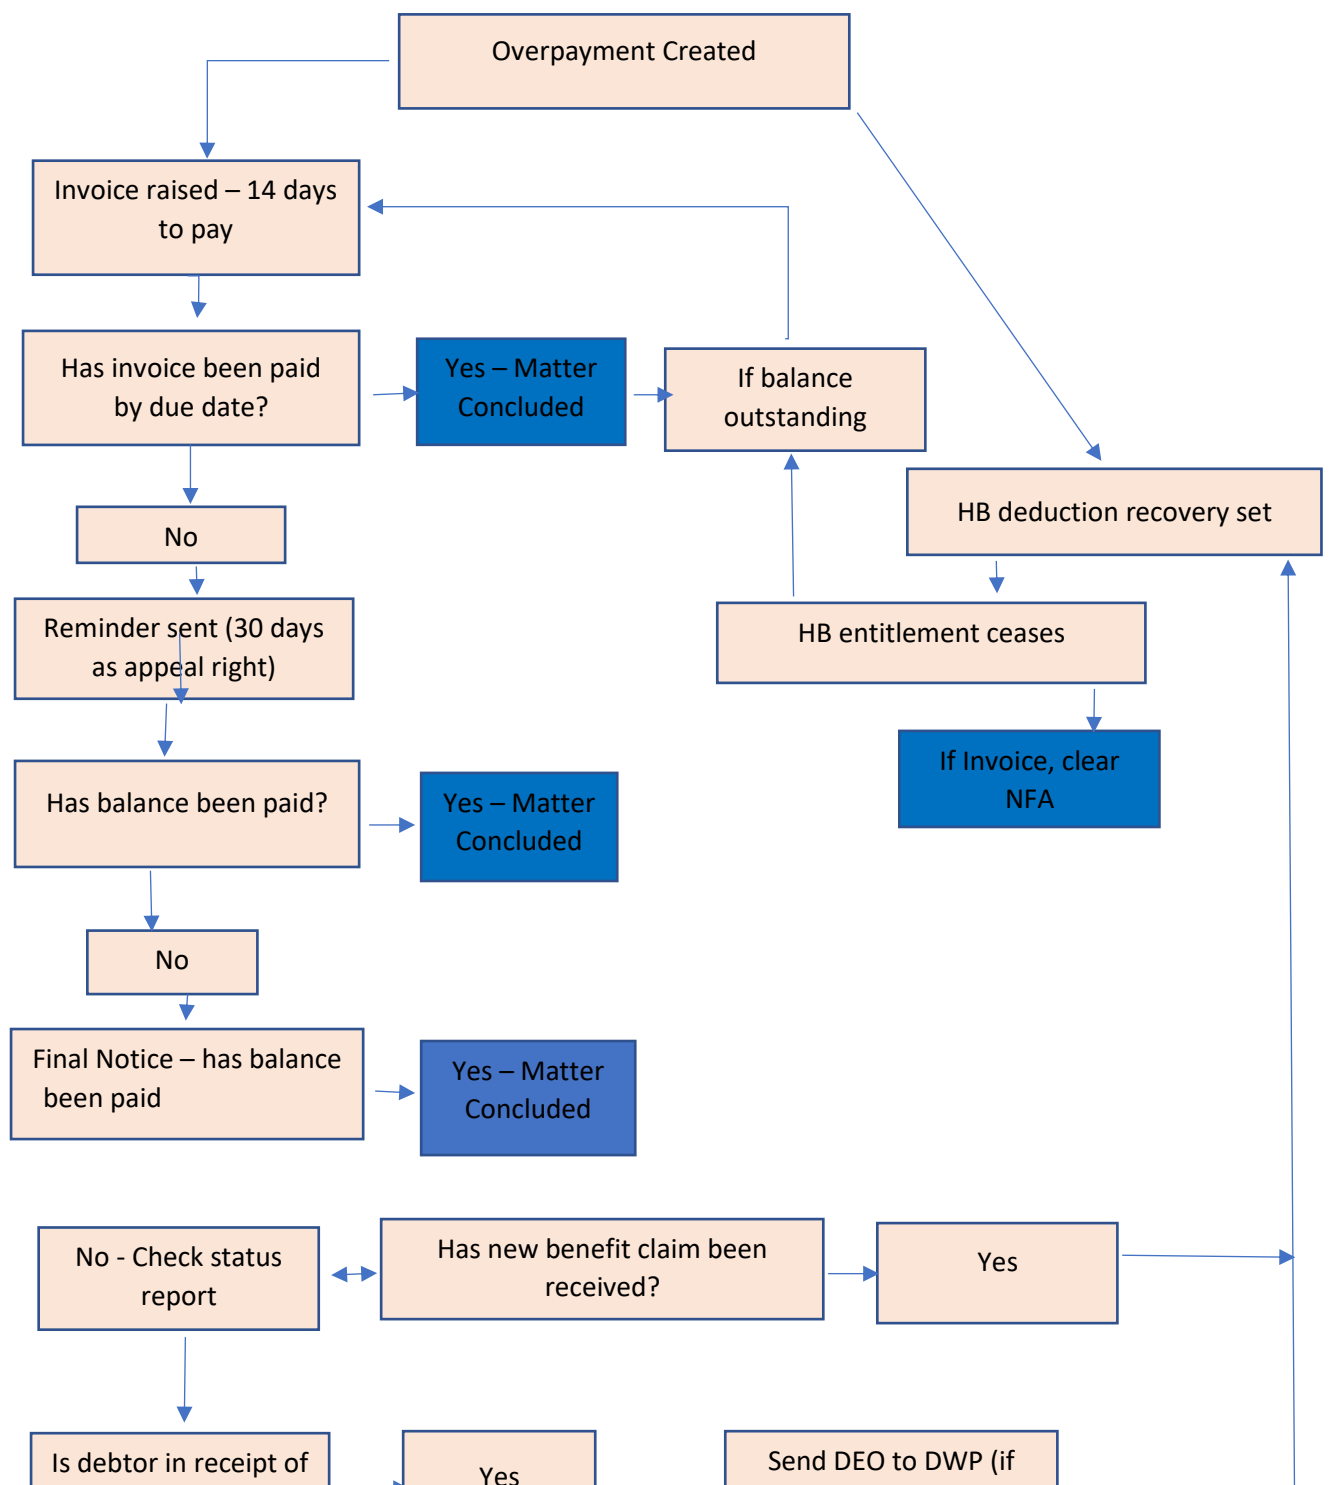 Overpayment Created
Invoice raised – 14 days
to pay
Has invoice been paid
by due date?
Yes – Matter
Concluded
If balance
outstanding
HB deduction recovery set
No
Reminder sent (30 days
as appeal right)
HB entitlement ceases
If Invoice, clear
NFA
Has balance been paid?
Yes – Matter
Concluded
No
Final Notice – has balance
been paid
Yes – Matter
Concluded
No - Check status
report
Has new benefit claim been
received?
Yes
Is debtor in receipt of
Yes
Send DEO to DWP (if